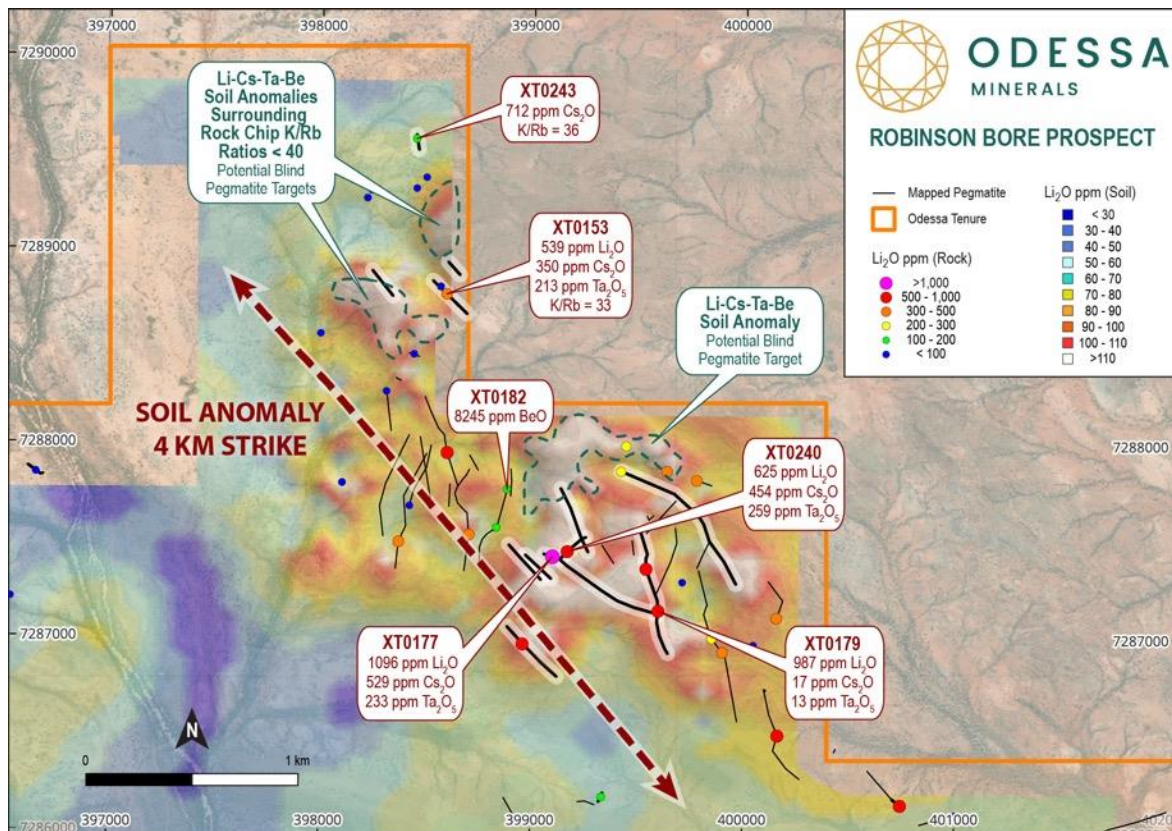 397000
398000
399000
400000
7290000
7289000
7288000
7287000
7286000
Li-Cs-Ta-Be
Soil Anomalies
Surrounding
Rock Chip K/Rb
Ratios < 40
Potential Blind
Pegmatite Targets
XT0243
712 ppm Cs₂O
K/Rb = 36
XT0153
539 ppm Li₂O
350 ppm Cs₂O
213 ppm Ta₂O₅
K/Rb = 33
Li-Cs-Ta-Be
Soil Anomaly
Potential Blind
Pegmatite Target
SOIL ANOMALY
4 KM STRIKE
XT0182
8245 ppm BeO
XT0240
625 ppm Li₂O
454 ppm Cs₂O
259 ppm Ta₂O₅
XT0177
1096 ppm Li₂O
529 ppm Cs₂O
233 ppm Ta₂O₅
XT0179
987 ppm Li₂O
17 ppm Cs₂O
13 ppm Ta₂O₅
N
0
1 km
ODESSA
MINERALS
ROBINSON BORE PROSPECT
Mapped Pegmatite
Odessa Tenure
Li₂O ppm (Rock)
>1,000
500 - 1,000
300 - 500
200 - 300
100 - 200
< 100
Li₂O ppm (Soil)
< 30
30 - 40
40 - 50
50 - 60
60 - 70
70 - 80
80 - 90
90 - 100
100 - 110
>110
7288000
7287000
397000
398000
399000
400000
401000